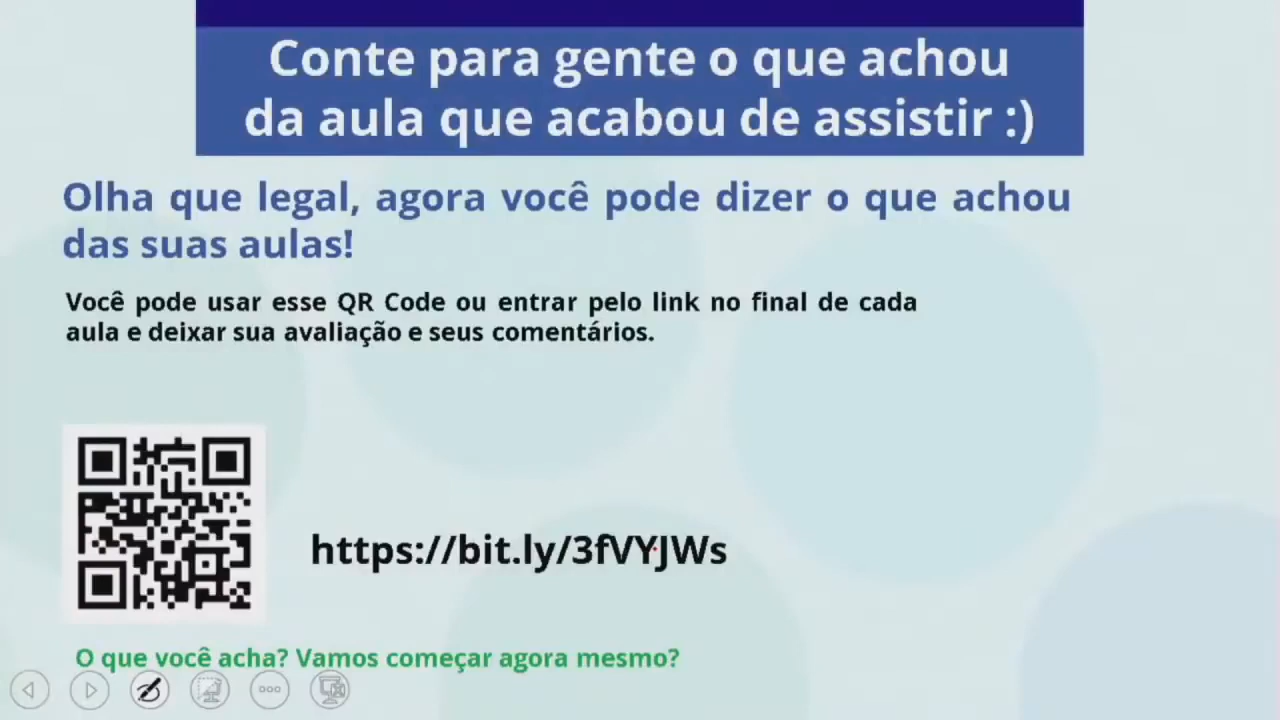 Conte para gente o que achou
da aula que acabou de assistir :)
Olha que legal, agora você pode dizer o que achou
das suas aulas!
Você pode usar esse QR Code ou entrar pelo link no final de cada
aula e deixar sua avaliação e seus comentários.
https://bit.ly/3fVYJWs
O que você acha? Vamos começar agora mesmo?